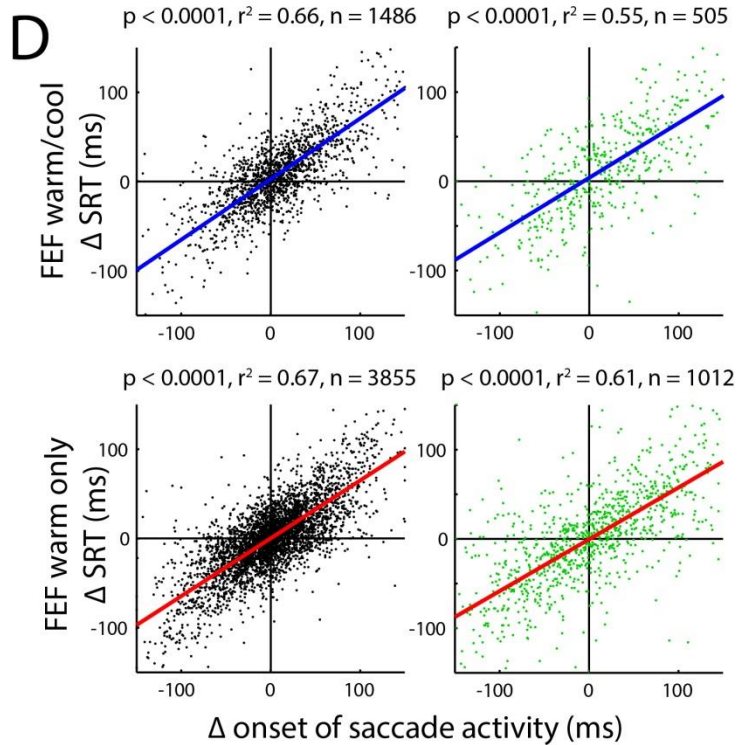 D
p < 0.0001, r² = 0.66, n = 1486
p < 0.0001, r² = 0.55, n = 505
FEF warm/cool
Δ SRT (ms)
100
0
-100
-100 0 100
100
0
-100
-100 0 100
p < 0.0001, r² = 0.67, n = 3855
p < 0.0001, r² = 0.61, n = 1012
FEF warm only
Δ SRT (ms)
100
0
-100
-100 0 100
100
0
-100
-100 0 100
Δ onset of saccade activity (ms)